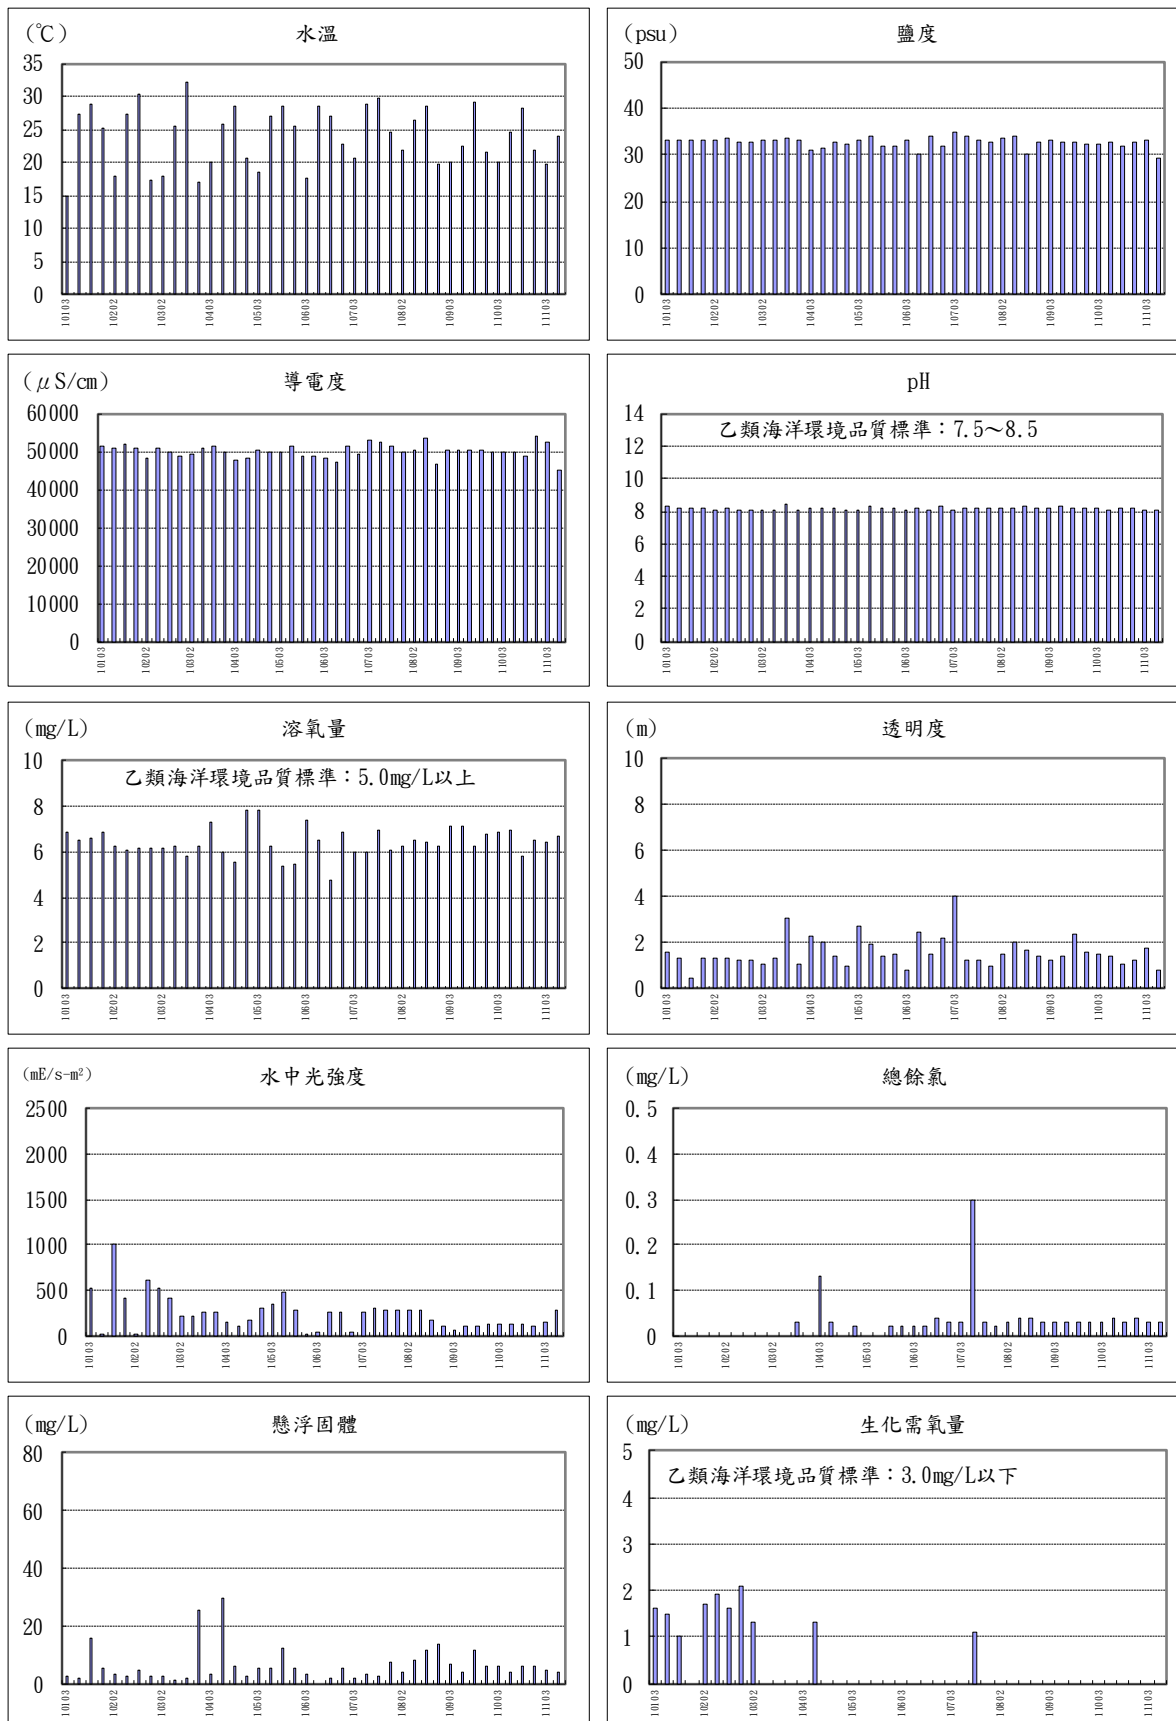 (℃) 水溫
35
30
25
20
15
10
5
0
10103 10202 10302 10403 10503 10603 10703 10802 10903 11003 11103
(psu) 鹽度
50
40
30
20
10
0
10103 10202 10302 10403 10503 10603 10703 10802 10903 11003 11103
(μS/cm) 導電度
60000
50000
40000
30000
20000
10000
0
10103 10202 10302 10403 10503 10603 10703 10802 10903 11003 11103
pH
乙類海洋環境品質標準：7.5～8.5
14
12
10
8
6
4
2
0
10103 10202 10302 10403 10503 10603 10703 10802 10903 11003 11103
(mg/L) 溶氧量
乙類海洋環境品質標準：5.0mg/L以上
10
8
6
4
2
0
10103 10202 10302 10403 10503 10603 10703 10802 10903 11003 11103
(m) 透明度
10
8
6
4
2
0
10103 10202 10302 10403 10503 10603 10703 10802 10903 11003 11103
(mE/s-m²) 水中光強度
2500
2000
1500
1000
500
0
10103 10202 10302 10403 10503 10603 10703 10802 10903 11003 11103
(mg/L) 總餘氯
0.5
0.4
0.3
0.2
0.1
0
10103 10202 10302 10403 10503 10603 10703 10802 10903 11003 11103
(mg/L) 懸浮固體
80
60
40
20
0
10103 10202 10302 10403 10503 10603 10703 10802 10903 11003 11103
(mg/L) 生化需氧量
乙類海洋環境品質標準：3.0mg/L以下
5
4
3
2
1
0
10103 10202 10302 10403 10503 10603 10703 10802 10903 11003 11103